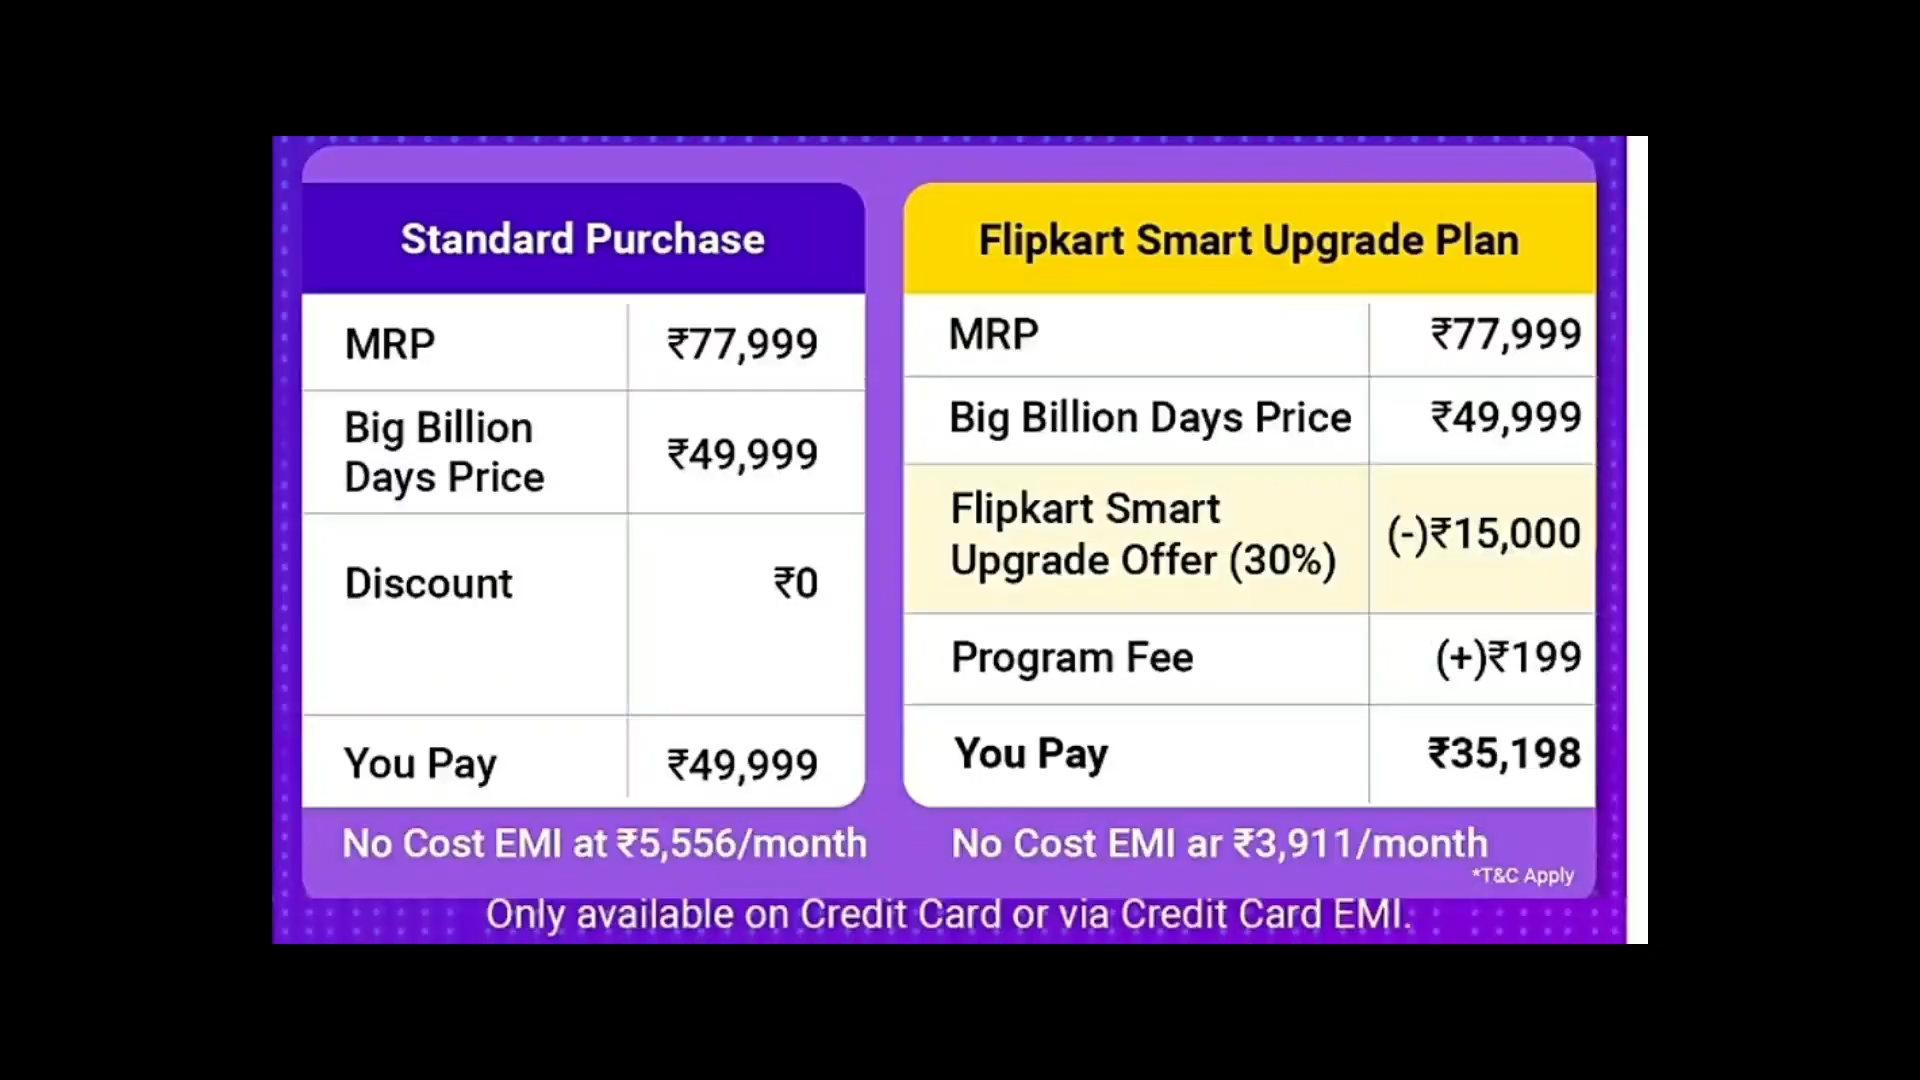 Standard Purchase
MRP ₹77,999
Big Billion
Days Price ₹49,999
Discount ₹0
You Pay ₹49,999
No Cost EMI at ₹5,556/month
Flipkart Smart Upgrade Plan
MRP ₹77,999
Big Billion Days Price ₹49,999
Flipkart Smart
Upgrade Offer (30%) (-)₹15,000
Program Fee (+)₹199
You Pay ₹35,198
No Cost EMI ar ₹3,911/month
*T&C Apply
Only available on Credit Card or via Credit Card EMI.